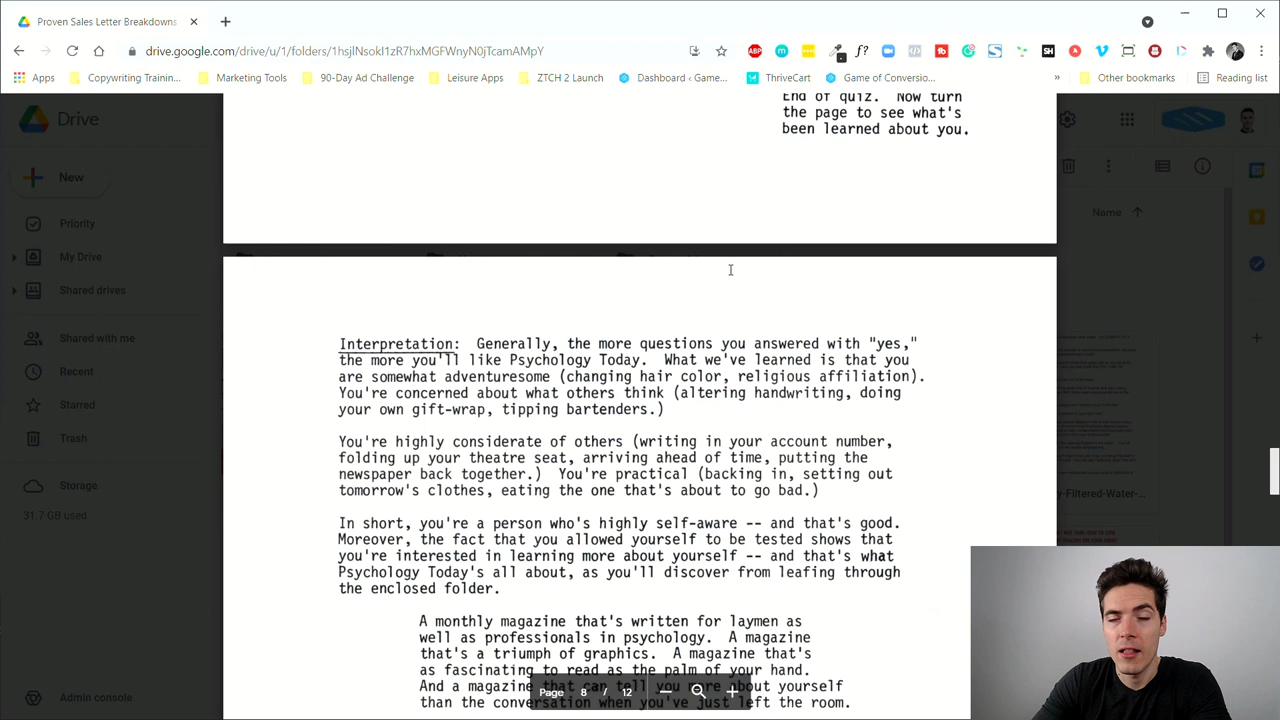 Proven Sales Letter Breakdowns
drive.google.com/drive/u/1/folders/1hsjlNsokl1zR7hxMGFWnyN0jTcamAMpY
Apps
Copywriting Trainin...
Marketing Tools
90-Day Ad Challenge
Leisure Apps
ZTCH 2 Launch
Dashboard ‹ Game...
ThriveCart
Game of Conversio...
»
Other bookmarks
Reading list
Drive
New
Priority
My Drive
Shared drives
Shared with me
Recent
Starred
Trash
Storage
31.7 GB used
Admin console
Name
End of quiz. Now turn
the page to see what's
been learned about you.
Interpretation: Generally, the more questions you answered with "yes,"
the more you'll like Psychology Today. What we've learned is that you
are somewhat adventuresome (changing hair color, religious affiliation).
You're concerned about what others think (altering handwriting, doing
your own gift-wrap, tipping bartenders.)
You're highly considerate of others (writing in your account number,
folding up your theatre seat, arriving ahead of time, putting the
newspaper back together.) You're practical (backing in, setting out
tomorrow's clothes, eating the one that's about to go bad.)
In short, you're a person who's highly self-aware -- and that's good.
Moreover, the fact that you allowed yourself to be tested shows that
you're interested in learning more about yourself -- and that's what
Psychology Today's all about, as you'll discover from leafing through
the enclosed folder.
A monthly magazine that's written for laymen as
well as professionals in psychology. A magazine
that's a triumph of graphics. A magazine that's
as fascinating to read as the palm of your hand.
And a magazine that can tell you more about yourself
than the conversation when you've just left the room.
Page 8 / 12
y-Filtered-Water-...